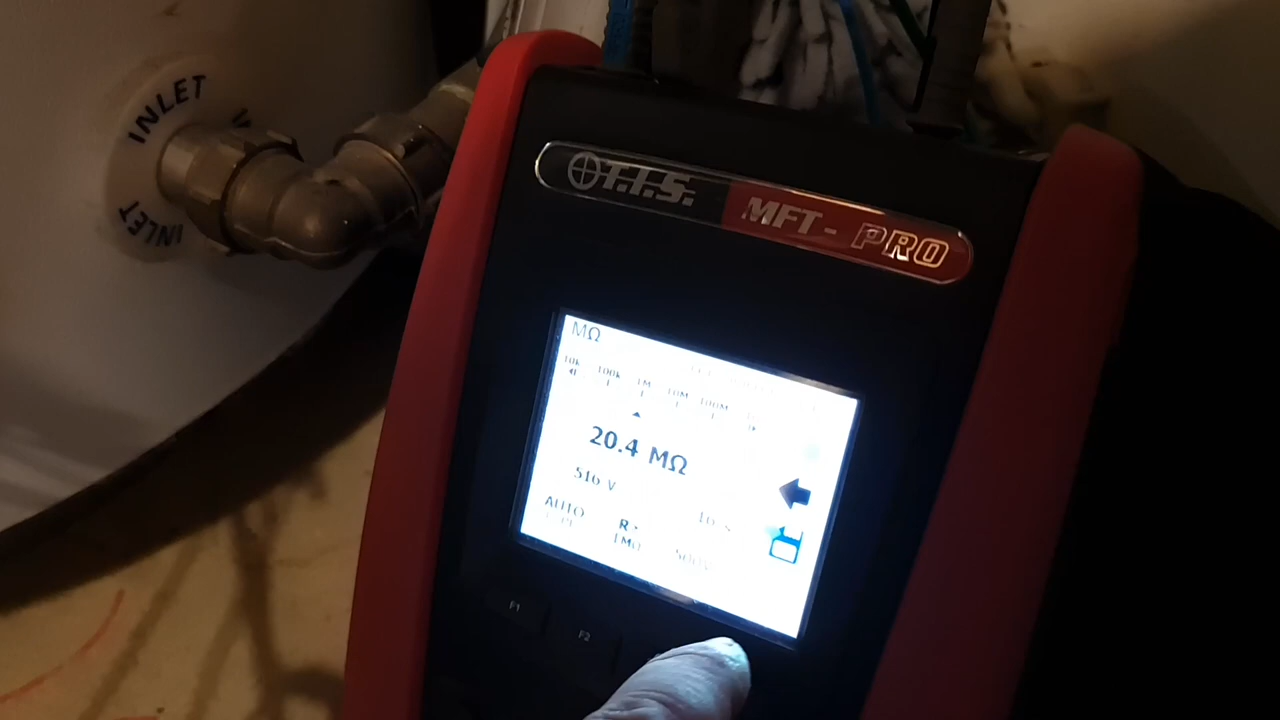 INLET
INLET
T.I.S.
MFT - PRO
MΩ
10k 100k 1M 10M 100M
20.4 MΩ
516 V
AUTO
10 s
R>
1MΩ
500V
F1
F2